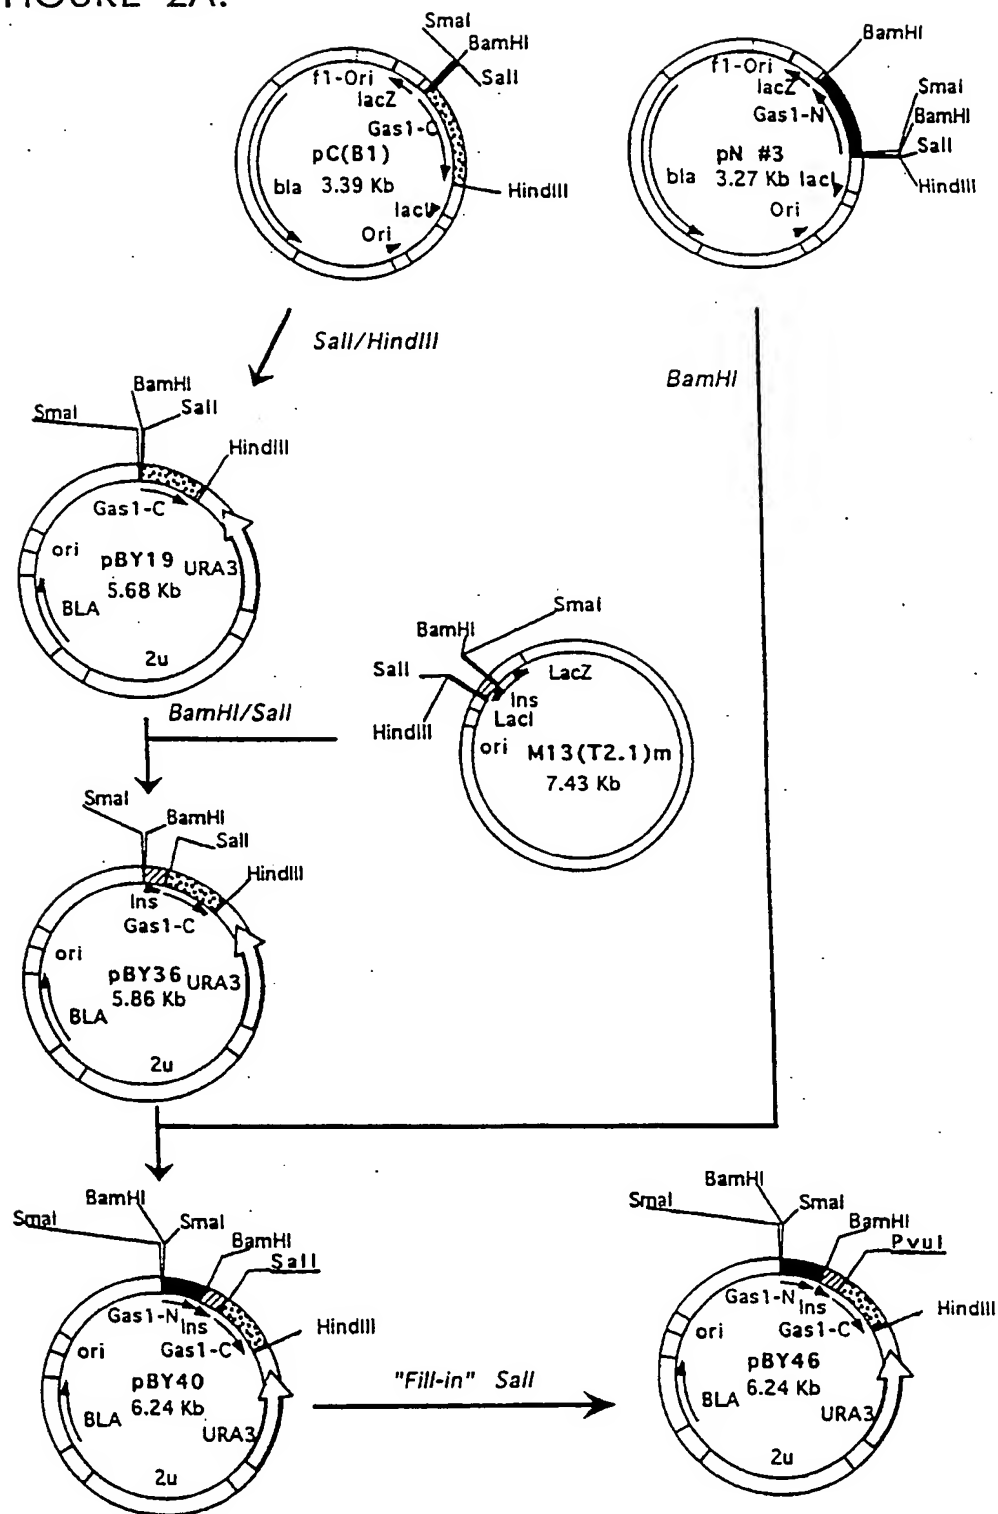 FIGURE 2A.
SmaI
BamHI
SalI
f1-Ori
lacZ
Gas1-C
pC(B1)
bla 3.39 Kb
HindIII
lacI
Ori
BamHI
f1-Ori
lacZ
Gas1-N
SmaI
BamHI
SalI
pN #3
bla 3.27 Kb lacI
HindIII
Ori
SalI/HindIII
BamHI
BamHI
SmaI
SalI
HindIII
Gas1-C
ori
pBY19
URA3
5.68 Kb
BLA
2u
BamHI/SalI
SmaI
BamHI
SalI
LacZ
Ins
LacI
HindIII
ori
M13(T2.1)m
7.43 Kb
SmaI
BamHI
SalI
HindIII
Ins
Gas1-C
ori
pBY36
URA3
5.86 Kb
BLA
2u
BamHI
SmaI
SmaI
BamHI
SalI
Gas1-N
Ins
Gas1-C
HindIII
ori
pBY40
6.24 Kb
BLA
URA3
2u
"Fill-in" SalI
BamHI
SmaI
SmaI
BamHI
PvuI
Gas1-N
Ins
Gas1-C
HindIII
ori
pBY46
6.24 Kb
BLA
URA3
2u